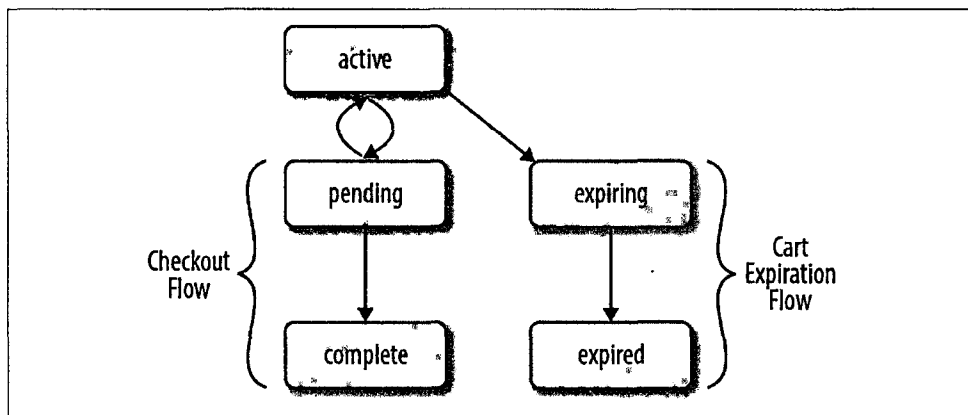 active
pending
expiring
Checkout
Flow
Cart
Expiration
Flow
complete
expired